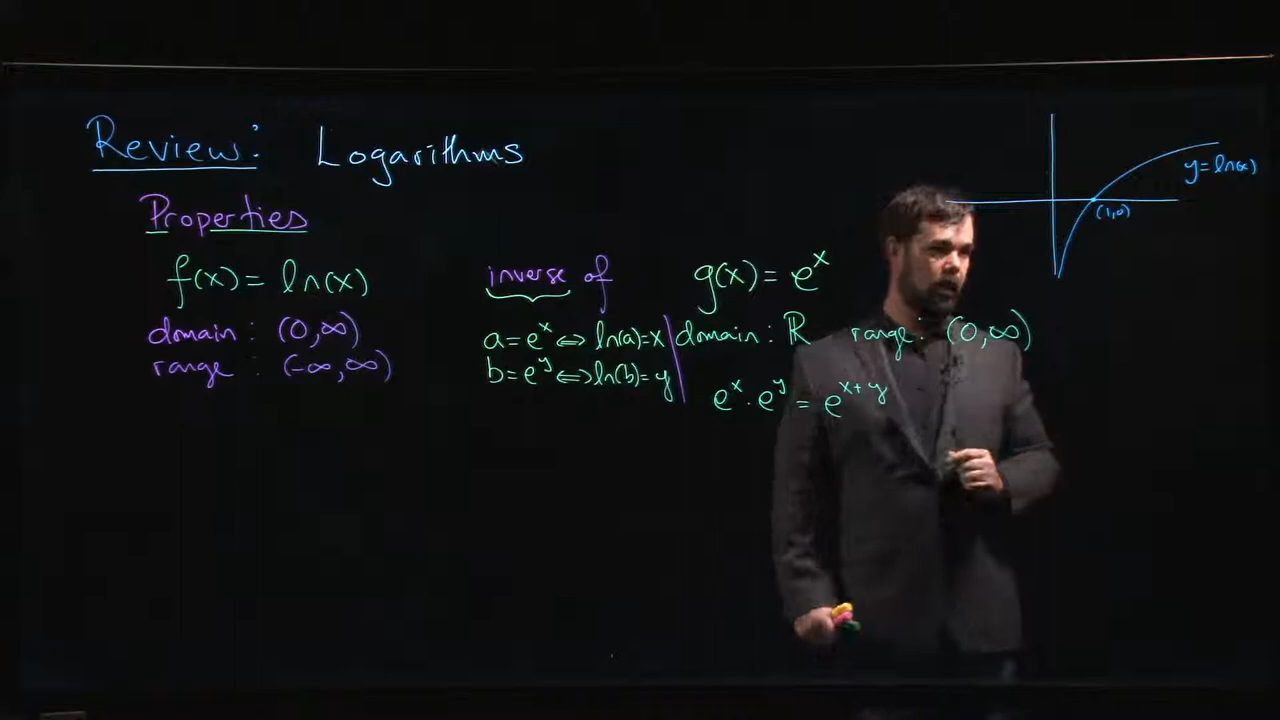 Review: Logarithms
Properties
f(x) = ln(x)
domain : (0,∞)
range : (-∞,∞)
inverse of
a=e^x ⟺ ln(a)=x
b=e^y ⟺ ln(b)=y
g(x) = e^x
domain : ℝ range : (0,∞)
e^x · e^y = e^{x+y}
y=ln(x)
(1,0)